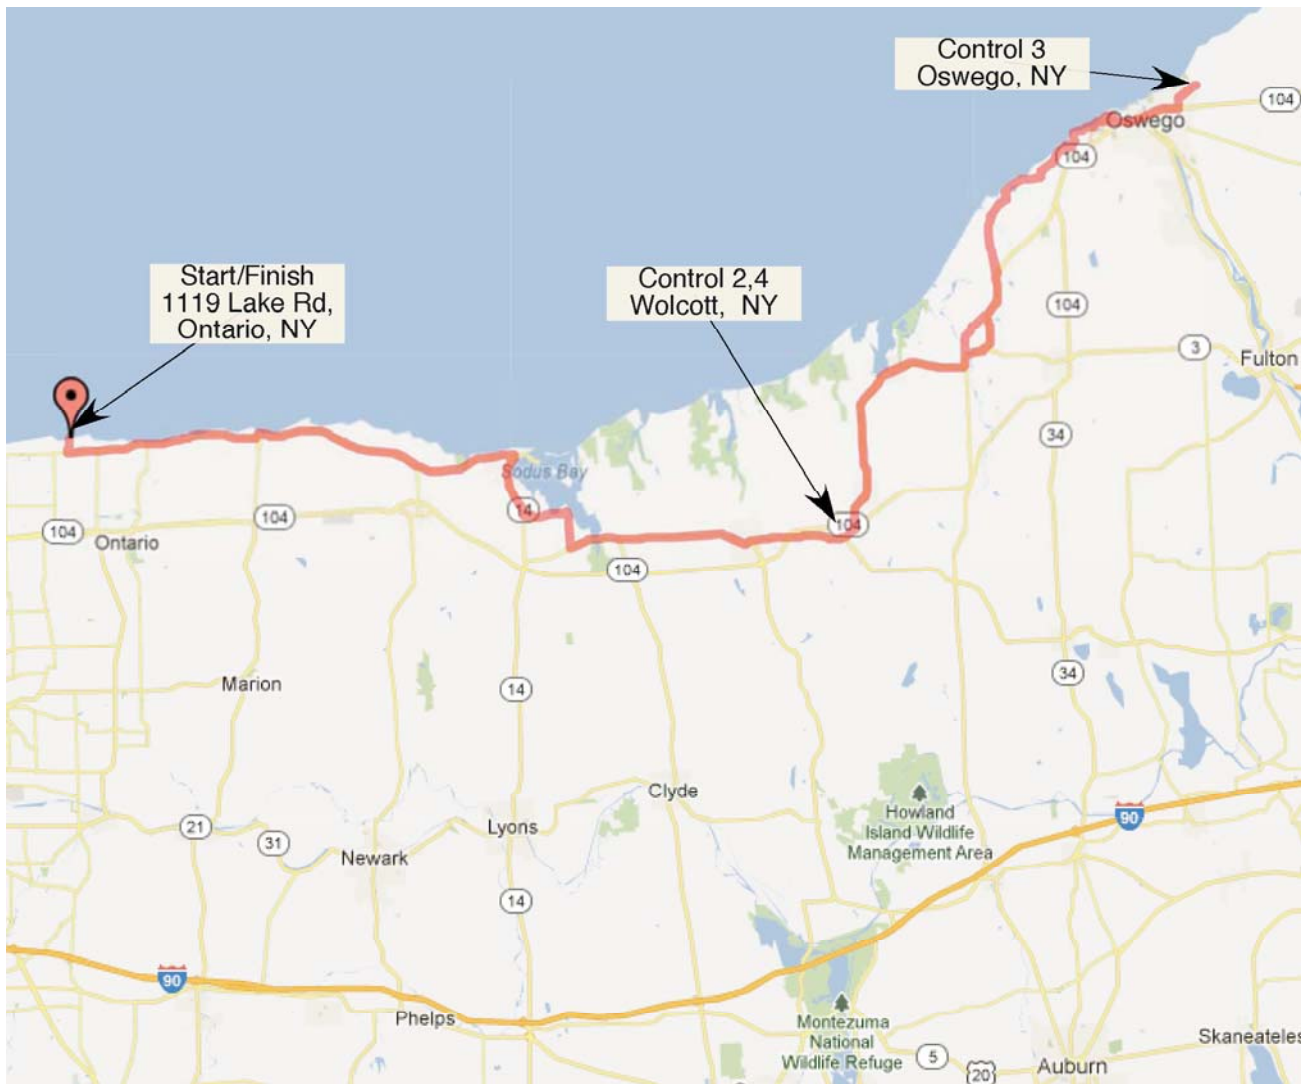 Control 3
Oswego, NY
104
Oswego
104
Start/Finish
1119 Lake Rd,
Ontario, NY
Control 2,4
Wolcott,  NY
104
3
Fulton
34
Sodus Bay
14
104
104
104
Ontario
104
34
Marion
14
Clyde
Howland
Island Wildlife
Management Area
90
21
Lyons
31
Newark
14
90
Phelps
Montezuma
National
Wildlife Refuge
5
20
Auburn
Skaneateles